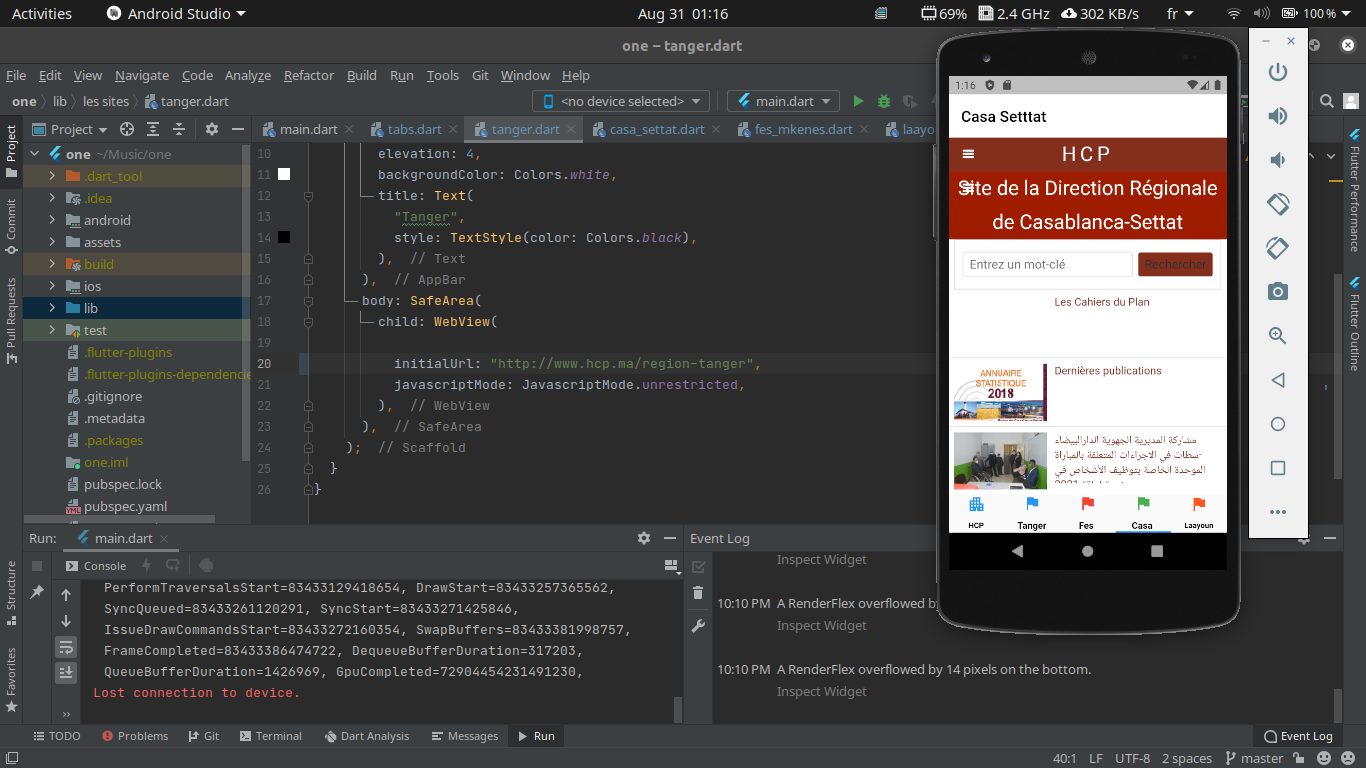 Activities
Android Studio
Aug 31 01:16
69%
2.4 GHz
302 KB/s
fr
100 %
one – tanger.dart
File Edit View Navigate Code Analyze Refactor Build Run Tools Git Window Help
one lib les sites tanger.dart
<no device selected>
main.dart
Project
main.dart
tabs.dart
tanger.dart
casa_settat.dart
fes_mkenes.dart
laayo
Project
Commit
Pull Requests
Structure
Favorites
one ~/Music/one
.dart_tool
.idea
android
assets
build
ios
lib
test
.flutter-plugins
.flutter-plugins-dependencie
.gitignore
.metadata
.packages
one.iml
pubspec.lock
pubspec.yaml
10 elevation: 4,
11 backgroundColor: Colors.white,
12 title: Text(
13 "Tanger",
14 style: TextStyle(color: Colors.black),
15 ), // Text
16 ), // AppBar
17 body: SafeArea(
18 child: WebView(
19
20 initialUrl: "http://www.hcp.ma/region-tanger",
21 javascriptMode: JavascriptMode.unrestricted,
22 ), // WebView
23 ), // SafeArea
24 ); // Scaffold
25 }
26 }
1:16
Casa Setttat
HCP
Site de la Direction Régionale
de Casablanca-Settat
Entrez un mot-clé
Rechercher
Les Cahiers du Plan
ANNUAIRE
STATISTIQUE
2018
Dernières publications
مشاركة المديرية الجهوية الدارالبيضاء
-سطات في الاجراءات المتعلقة بالمباراة
الموحدة الخاصة بتوظيف الأشخاص في
HCP
Tanger
Fes
Casa
Laayoun
Flutter Performance
Flutter Outline
Run: main.dart
Console
PerformTraversalsStart=83433129418654, DrawStart=83433257365562,
SyncQueued=83433261120291, SyncStart=83433271425846,
IssueDrawCommandsStart=83433272160354, SwapBuffers=83433381998757,
FrameCompleted=83433386474722, DequeueBufferDuration=317203,
QueueBufferDuration=1426969, GpuCompleted=72904454231491230,
Lost connection to device.
Event Log
Inspect Widget
10:10 PM A RenderFlex overflowed by
Inspect Widget
10:10 PM A RenderFlex overflowed by 14 pixels on the bottom.
Inspect Widget
TODO
Problems
Git
Terminal
Dart Analysis
Messages
Run
Event Log
40:1 LF UTF-8 2 spaces master